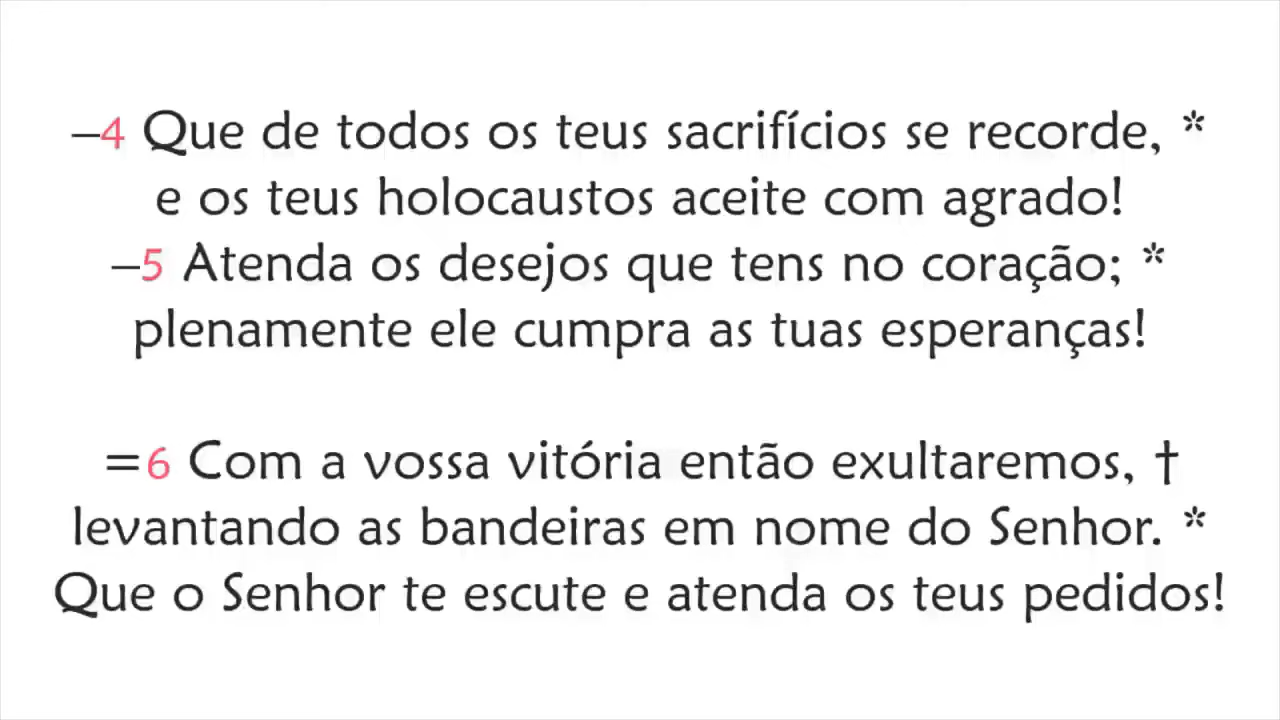 –4 Que de todos os teus sacrifícios se recorde, *
e os teus holocaustos aceite com agrado!
–5 Atenda os desejos que tens no coração; *
plenamente ele cumpra as tuas esperanças!
=6 Com a vossa vitória então exultaremos, †
levantando as bandeiras em nome do Senhor. *
Que o Senhor te escute e atenda os teus pedidos!